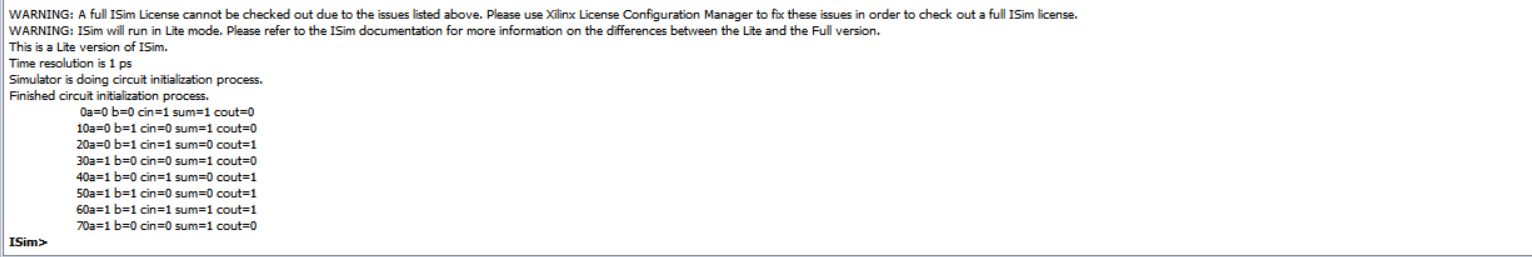 WARNING: A full ISim License cannot be checked out due to the issues listed above. Please use Xilinx License Configuration Manager to fix these issues in order to check out a full ISim license.
WARNING: ISim will run in Lite mode. Please refer to the ISim documentation for more information on the differences between the Lite and the Full version.
This is a Lite version of ISim.
Time resolution is 1 ps
Simulator is doing circuit initialization process.
Finished circuit initialization process.
0a=0 b=0 cin=1 sum=1 cout=0
10a=0 b=1 cin=0 sum=1 cout=0
20a=0 b=1 cin=1 sum=0 cout=1
30a=1 b=0 cin=0 sum=1 cout=0
40a=1 b=0 cin=1 sum=0 cout=1
50a=1 b=1 cin=0 sum=0 cout=1
60a=1 b=1 cin=1 sum=1 cout=1
70a=1 b=0 cin=0 sum=1 cout=0
ISim>